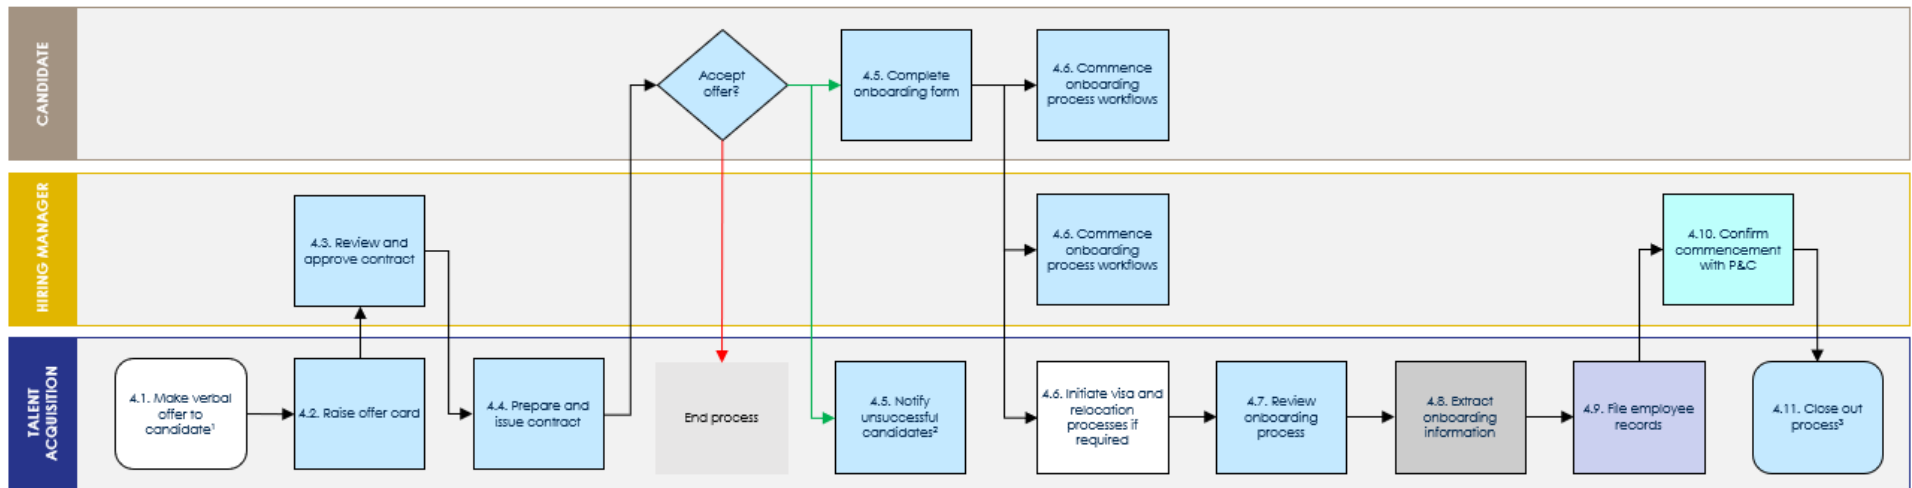 CANDIDATE
Accept
offer?
4.5. Complete
onboarding form
4.6. Commence
onboarding
process workflows
HIRING MANAGER
4.3. Review and
approve contract
4.6. Commence
onboarding
process workflows
4.10. Confirm
commencement
with P&C
TALENT
ACQUISITION
4.1. Make verbal
offer to
candidate¹
4.2. Raise offer card
4.4. Prepare and
issue contract
End process
4.5. Notify
unsuccessful
candidates²
4.6. Initiate visa and
relocation
processes if
required
4.7. Review
onboarding
process
4.8. Extract
onboarding
information
4.9. File employee
records
4.11. Close out
process³